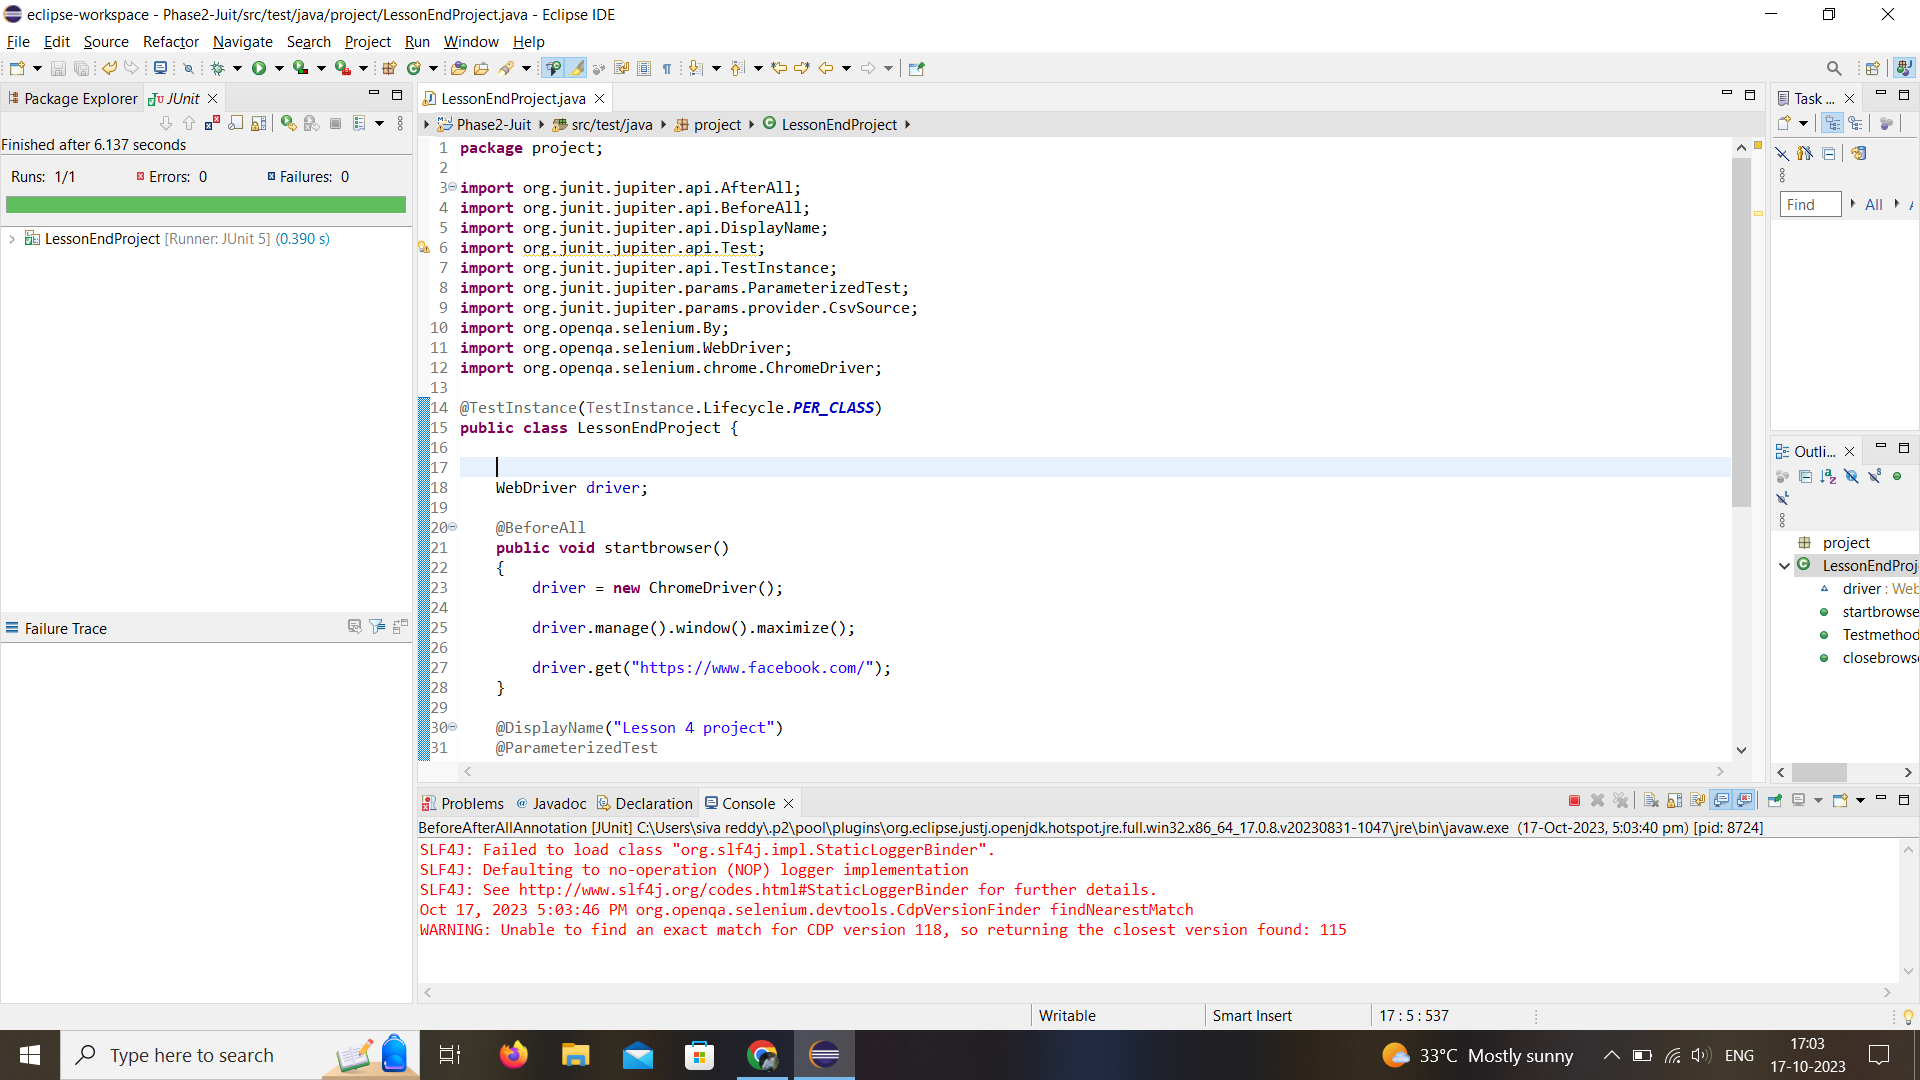 eclipse-workspace - Phase2-Juit/src/test/java/project/LessonEndProject.java - Eclipse IDE
File Edit Source Refactor Navigate Search Project Run Window Help
Package Explorer JUnit
Finished after 6.137 seconds
Runs: 1/1 Errors: 0 Failures: 0
LessonEndProject [Runner: JUnit 5] (0.390 s)
Failure Trace
LessonEndProject.java
Phase2-Juit src/test/java project LessonEndProject
1 package project;
2
3 import org.junit.jupiter.api.AfterAll;
4 import org.junit.jupiter.api.BeforeAll;
5 import org.junit.jupiter.api.DisplayName;
6 import org.junit.jupiter.api.Test;
7 import org.junit.jupiter.api.TestInstance;
8 import org.junit.jupiter.params.ParameterizedTest;
9 import org.junit.jupiter.params.provider.CsvSource;
10 import org.openqa.selenium.By;
11 import org.openqa.selenium.WebDriver;
12 import org.openqa.selenium.chrome.ChromeDriver;
13
14 @TestInstance(TestInstance.Lifecycle.PER_CLASS)
15 public class LessonEndProject {
16
17
18 WebDriver driver;
19
20 @BeforeAll
21 public void startbrowser()
22 {
23 driver = new ChromeDriver();
24
25 driver.manage().window().maximize();
26
27 driver.get("https://www.facebook.com/");
28 }
29
30 @DisplayName("Lesson 4 project")
31 @ParameterizedTest
Task ...
Find All
Outli...
project
LessonEndProj
driver : Web
startbrowse
Testmethod
closebrows
Problems @ Javadoc Declaration Console
BeforeAfterAllAnnotation [JUnit] C:\Users\siva reddy\.p2\pool\plugins\org.eclipse.justj.openjdk.hotspot.jre.full.win32.x86_64_17.0.8.v20230831-1047\jre\bin\javaw.exe (17-Oct-2023, 5:03:40 pm) [pid: 8724]
SLF4J: Failed to load class "org.slf4j.impl.StaticLoggerBinder".
SLF4J: Defaulting to no-operation (NOP) logger implementation
SLF4J: See http://www.slf4j.org/codes.html#StaticLoggerBinder for further details.
Oct 17, 2023 5:03:46 PM org.openqa.selenium.devtools.CdpVersionFinder findNearestMatch
WARNING: Unable to find an exact match for CDP version 118, so returning the closest version found: 115
Writable Smart Insert 17 : 5 : 537
Type here to search
33°C Mostly sunny
ENG
17:03
17-10-2023